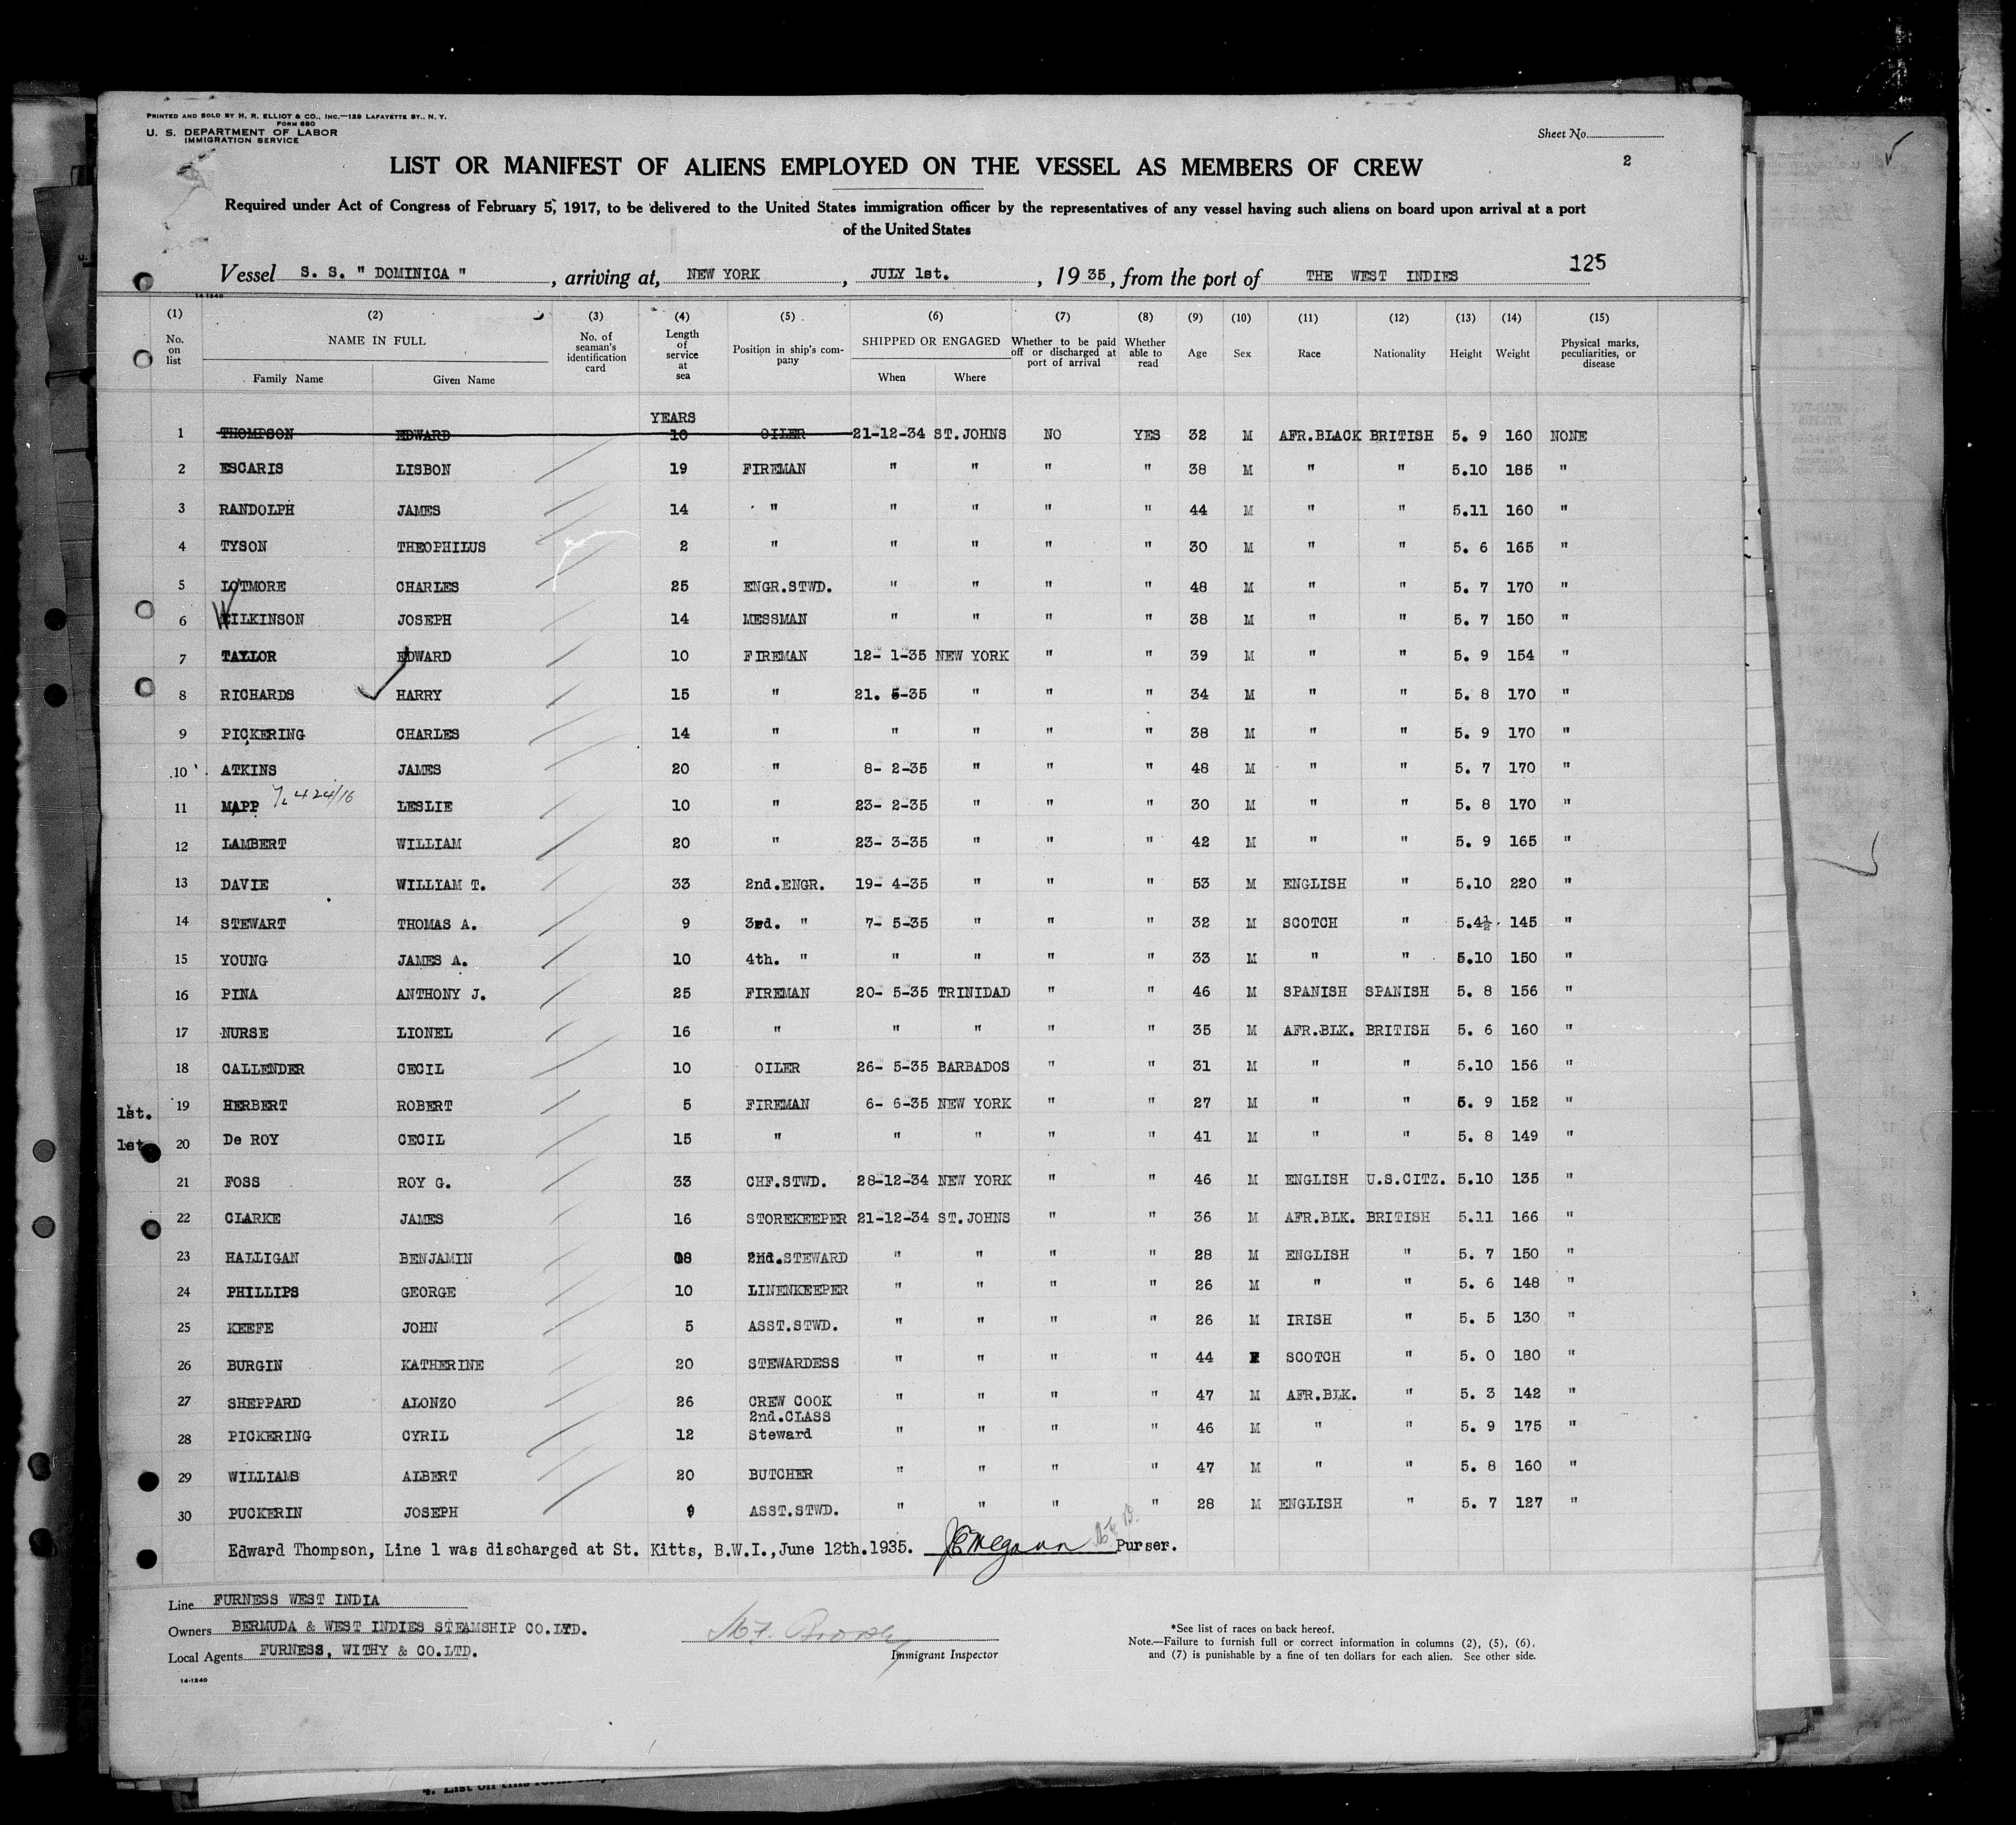 PRINTED AND SOLD BY H. R. ELLIOT & CO., INC.—129 LAFAYETTE ST., N. Y.
FORM 680
U. S. DEPARTMENT OF LABOR
IMMIGRATION SERVICE
Sheet No.
2
LIST OR MANIFEST OF ALIENS EMPLOYED ON THE VESSEL AS MEMBERS OF CREW
Required under Act of Congress of February 5, 1917, to be delivered to the United States immigration officer by the representatives of any vessel having such aliens on board upon arrival at a port
of the United States
125
Vessel S. S. " DOMINICA ", arriving at, NEW YORK, JULY 1st., 1935, from the port of THE WEST INDIES
14-1240
(1) (2) (3) (4) (5) (6) (7) (8) (9) (10) (11) (12) (13) (14) (15)
No. on list NAME IN FULL Family Name Given Name No. of seaman's identification card Length of service at sea Position in ship's company SHIPPED OR ENGAGED When Where Whether to be paid off or discharged at port of arrival Whether able to read Age Sex Race Nationality Height Weight Physical marks, peculiarities, or disease
YEARS
1 THOMPSON EDWARD 10 OILER 21-12-34 ST.JOHNS NO YES 32 M AFR.BLACK BRITISH 5. 9 160 NONE
2 ESCARIS LISBON 19 FIREMAN " " " " 38 M " " 5.10 185 "
3 RANDOLPH JAMES 14 " " " " " 44 M " " 5.11 160 "
4 TYSON THEOPHILUS 2 " " " " " 30 M " " 5. 6 165 "
5 LOTMORE CHARLES 25 ENGR.STWD. " " " " 48 M " " 5. 7 170 "
6 WILKINSON JOSEPH 14 MESSMAN " " " " 38 M " " 5. 7 150 "
7 TAYLOR EDWARD 10 FIREMAN 12- 1-35 NEW YORK " " 39 M " " 5. 9 154 "
8 RICHARDS HARRY 15 " 21. 5-35 " " " 34 M " " 5. 8 170 "
9 PICKERING CHARLES 14 " " " " " 38 M " " 5. 9 170 "
10 ATKINS JAMES 20 " 8- 2-35 " " " 48 M " " 5. 7 170 "
11 MAPP LESLIE 10 " 23- 2-35 " " " 30 M " " 5. 8 170 "
12 LAMBERT WILLIAM 20 " 23- 3-35 " " " 42 M " " 5. 9 165 "
13 DAVIE WILLIAM T. 33 2nd.ENGR. 19- 4-35 " " " 53 M ENGLISH " 5.10 220 "
14 STEWART THOMAS A. 9 3rd. " 7- 5-35 " " " 32 M SCOTCH " 5.4½ 145 "
15 YOUNG JAMES A. 10 4th. " " " " " 33 M " " 5.10 150 "
16 PINA ANTHONY J. 25 FIREMAN 20- 5-35 TRINIDAD " " 46 M SPANISH SPANISH 5. 8 156 "
17 NURSE LIONEL 16 " " " " " 35 M AFR.BLK. BRITISH 5. 6 160 "
18 CALLENDER CECIL 10 OILER 26- 5-35 BARBADOS " " 31 M " " 5.10 156 "
1st. 19 HERBERT ROBERT 5 FIREMAN 6- 6-35 NEW YORK " " 27 M " " 5. 9 152 "
1st. 20 De ROY CECIL 15 " " " " " 41 M " " 5. 8 149 "
21 FOSS ROY G. 33 CHF.STWD. 28-12-34 NEW YORK " " 46 M ENGLISH U.S.CITZ. 5.10 135 "
22 CLARKE JAMES 16 STOREKEEPER 21-12-34 ST.JOHNS " " 36 M AFR.BLK. BRITISH 5.11 166 "
23 HALLIGAN BENJAMIN 08 2nd.STEWARD " " " " 28 M ENGLISH " 5. 7 150 "
24 PHILLIPS GEORGE 10 LINENKEEPER " " " " 26 M " " 5. 6 148 "
25 KEEFE JOHN 5 ASST.STWD. " " " " 26 M IRISH " 5. 5 130 "
26 BURGIN KATHERINE 20 STEWARDESS " " " " 44 F SCOTCH " 5. 0 180 "
27 SHEPPARD ALONZO 26 CREW COOK " " " " 47 M AFR.BLK. " 5. 3 142 "
2nd.CLASS
28 PICKERING CYRIL 12 Steward " " " " 46 M " " 5. 9 175 "
29 WILLIAMS ALBERT 20 BUTCHER " " " " 47 M " " 5. 8 160 "
30 PUCKERIN JOSEPH 9 ASST.STWD. " " " " 28 M ENGLISH " 5. 7 127 "
Edward Thompson, Line 1 was discharged at St. Kitts, B.W.I.,June 12th.1935. Purser.
Line FURNESS WEST INDIA
Owners BERMUDA & WEST INDIES STEAMSHIP CO.LTD.
Local Agents FURNESS, WITHY & CO.LTD.
Immigrant Inspector
*See list of races on back hereof.
Note.—Failure to furnish full or correct information in columns (2), (5), (6),
and (7) is punishable by a fine of ten dollars for each alien. See other side.
14-1240